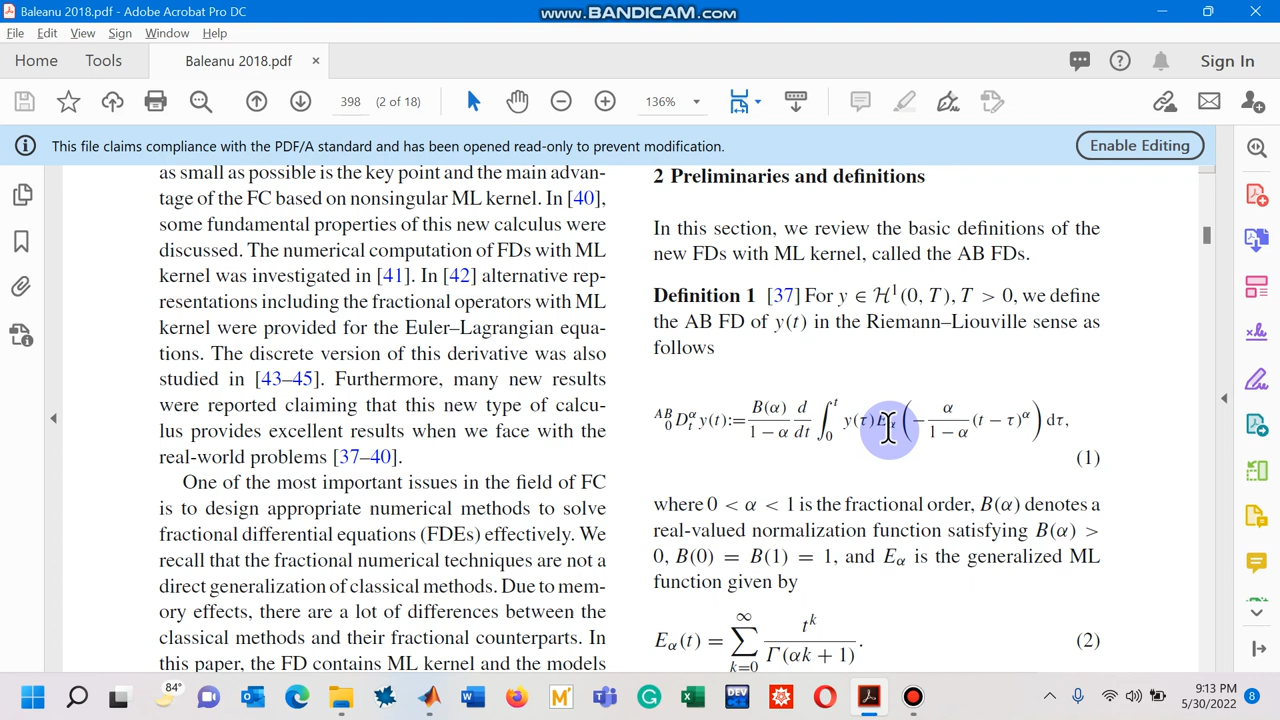 Baleanu 2018.pdf - Adobe Acrobat Pro DC
www.BANDICAM.com
File Edit View Sign Window Help
Home Tools Baleanu 2018.pdf × Sign In
398 (2 of 18) 136%
This file claims compliance with the PDF/A standard and has been opened read-only to prevent modification. Enable Editing
as small as possible is the key point and the main advan-
tage of the FC based on nonsingular ML kernel. In [40],
some fundamental properties of this new calculus were
discussed. The numerical computation of FDs with ML
kernel was investigated in [41]. In [42] alternative rep-
resentations including the fractional operators with ML
kernel were provided for the Euler–Lagrangian equa-
tions. The discrete version of this derivative was also
studied in [43–45]. Furthermore, many new results
were reported claiming that this new type of calcu-
lus provides excellent results when we face with the
real-world problems [37–40].
One of the most important issues in the field of FC
is to design appropriate numerical methods to solve
fractional differential equations (FDEs) effectively. We
recall that the fractional numerical techniques are not a
direct generalization of classical methods. Due to mem-
ory effects, there are a lot of differences between the
classical methods and their fractional counterparts. In
this paper, the FD contains ML kernel and the models
2 Preliminaries and definitions
In this section, we review the basic definitions of the
new FDs with ML kernel, called the AB FDs.
Definition 1 [37] For y ∈ ℋ¹(0, T), T > 0, we define
the AB FD of y(t) in the Riemann–Liouville sense as
follows
᪲AB₀Dₜᵅ y(t):= B(α)/(1 − α) d/dt ∫₀ᵗ y(τ)Eα (− α/(1 − α) (t − τ)ᵅ) dτ,
(1)
where 0 < α < 1 is the fractional order, B(α) denotes a
real-valued normalization function satisfying B(α) >
0, B(0) = B(1) = 1, and Eα is the generalized ML
function given by
Eα(t) = ∑ₖ₌₀^∞ tᵏ/Γ(αk + 1). (2)
84°
9:13 PM
5/30/2022
8